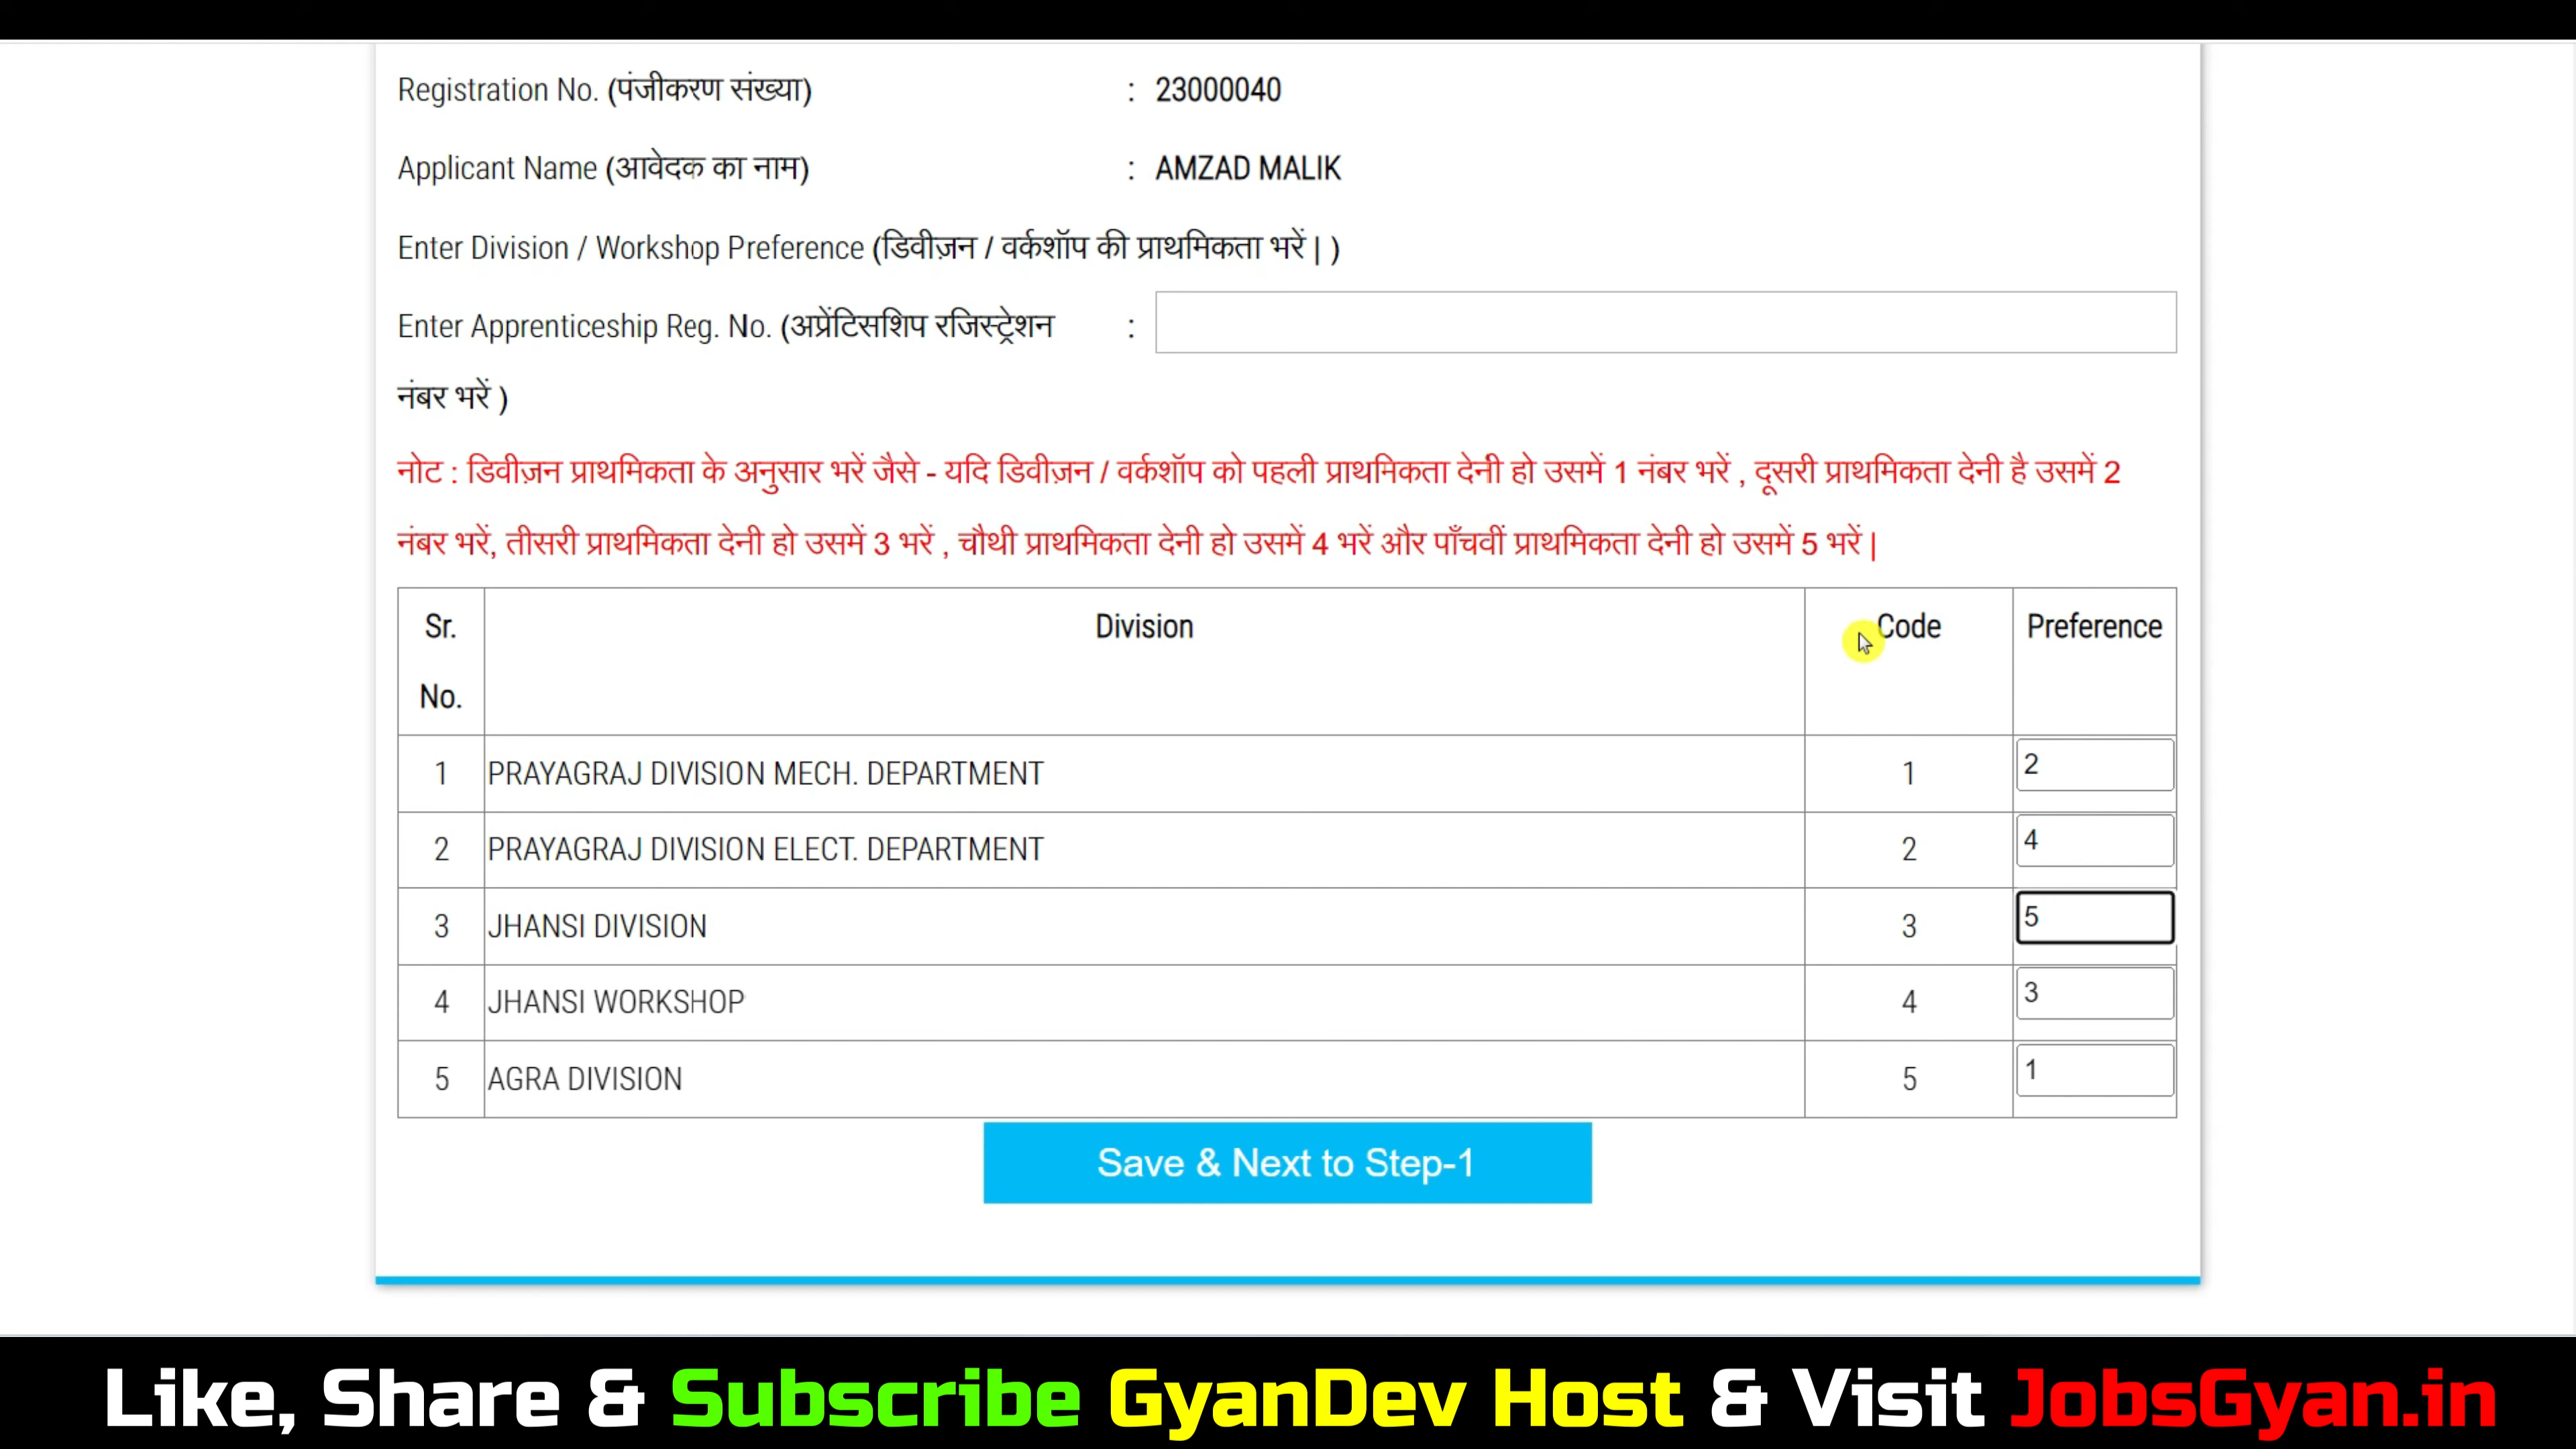 Registration No. (पंजीकरण संख्या) : 23000040
Applicant Name (आवेदक का नाम) : AMZAD MALIK
Enter Division / Workshop Preference (डिवीज़न / वर्कशॉप की प्राथमिकता भरें | )
Enter Apprenticeship Reg. No. (अप्रेंटिसशिप रजिस्ट्रेशन :
नंबर भरें )
नोट : डिवीज़न प्राथमिकता के अनुसार भरें जैसे - यदि डिवीज़न / वर्कशॉप को पहली प्राथमिकता देनी हो उसमें 1 नंबर भरें , दूसरी प्राथमिकता देनी है उसमें 2
नंबर भरें, तीसरी प्राथमिकता देनी हो उसमें 3 भरें , चौथी प्राथमिकता देनी हो उसमें 4 भरें और पाँचवीं प्राथमिकता देनी हो उसमें 5 भरें |
Sr. Division Code Preference
No.
1 PRAYAGRAJ DIVISION MECH. DEPARTMENT 1 2
2 PRAYAGRAJ DIVISION ELECT. DEPARTMENT 2 4
3 JHANSI DIVISION 3 5
4 JHANSI WORKSHOP 4 3
5 AGRA DIVISION 5 1
Save & Next to Step-1
Like, Share & Subscribe GyanDev Host & Visit JobsGyan.in